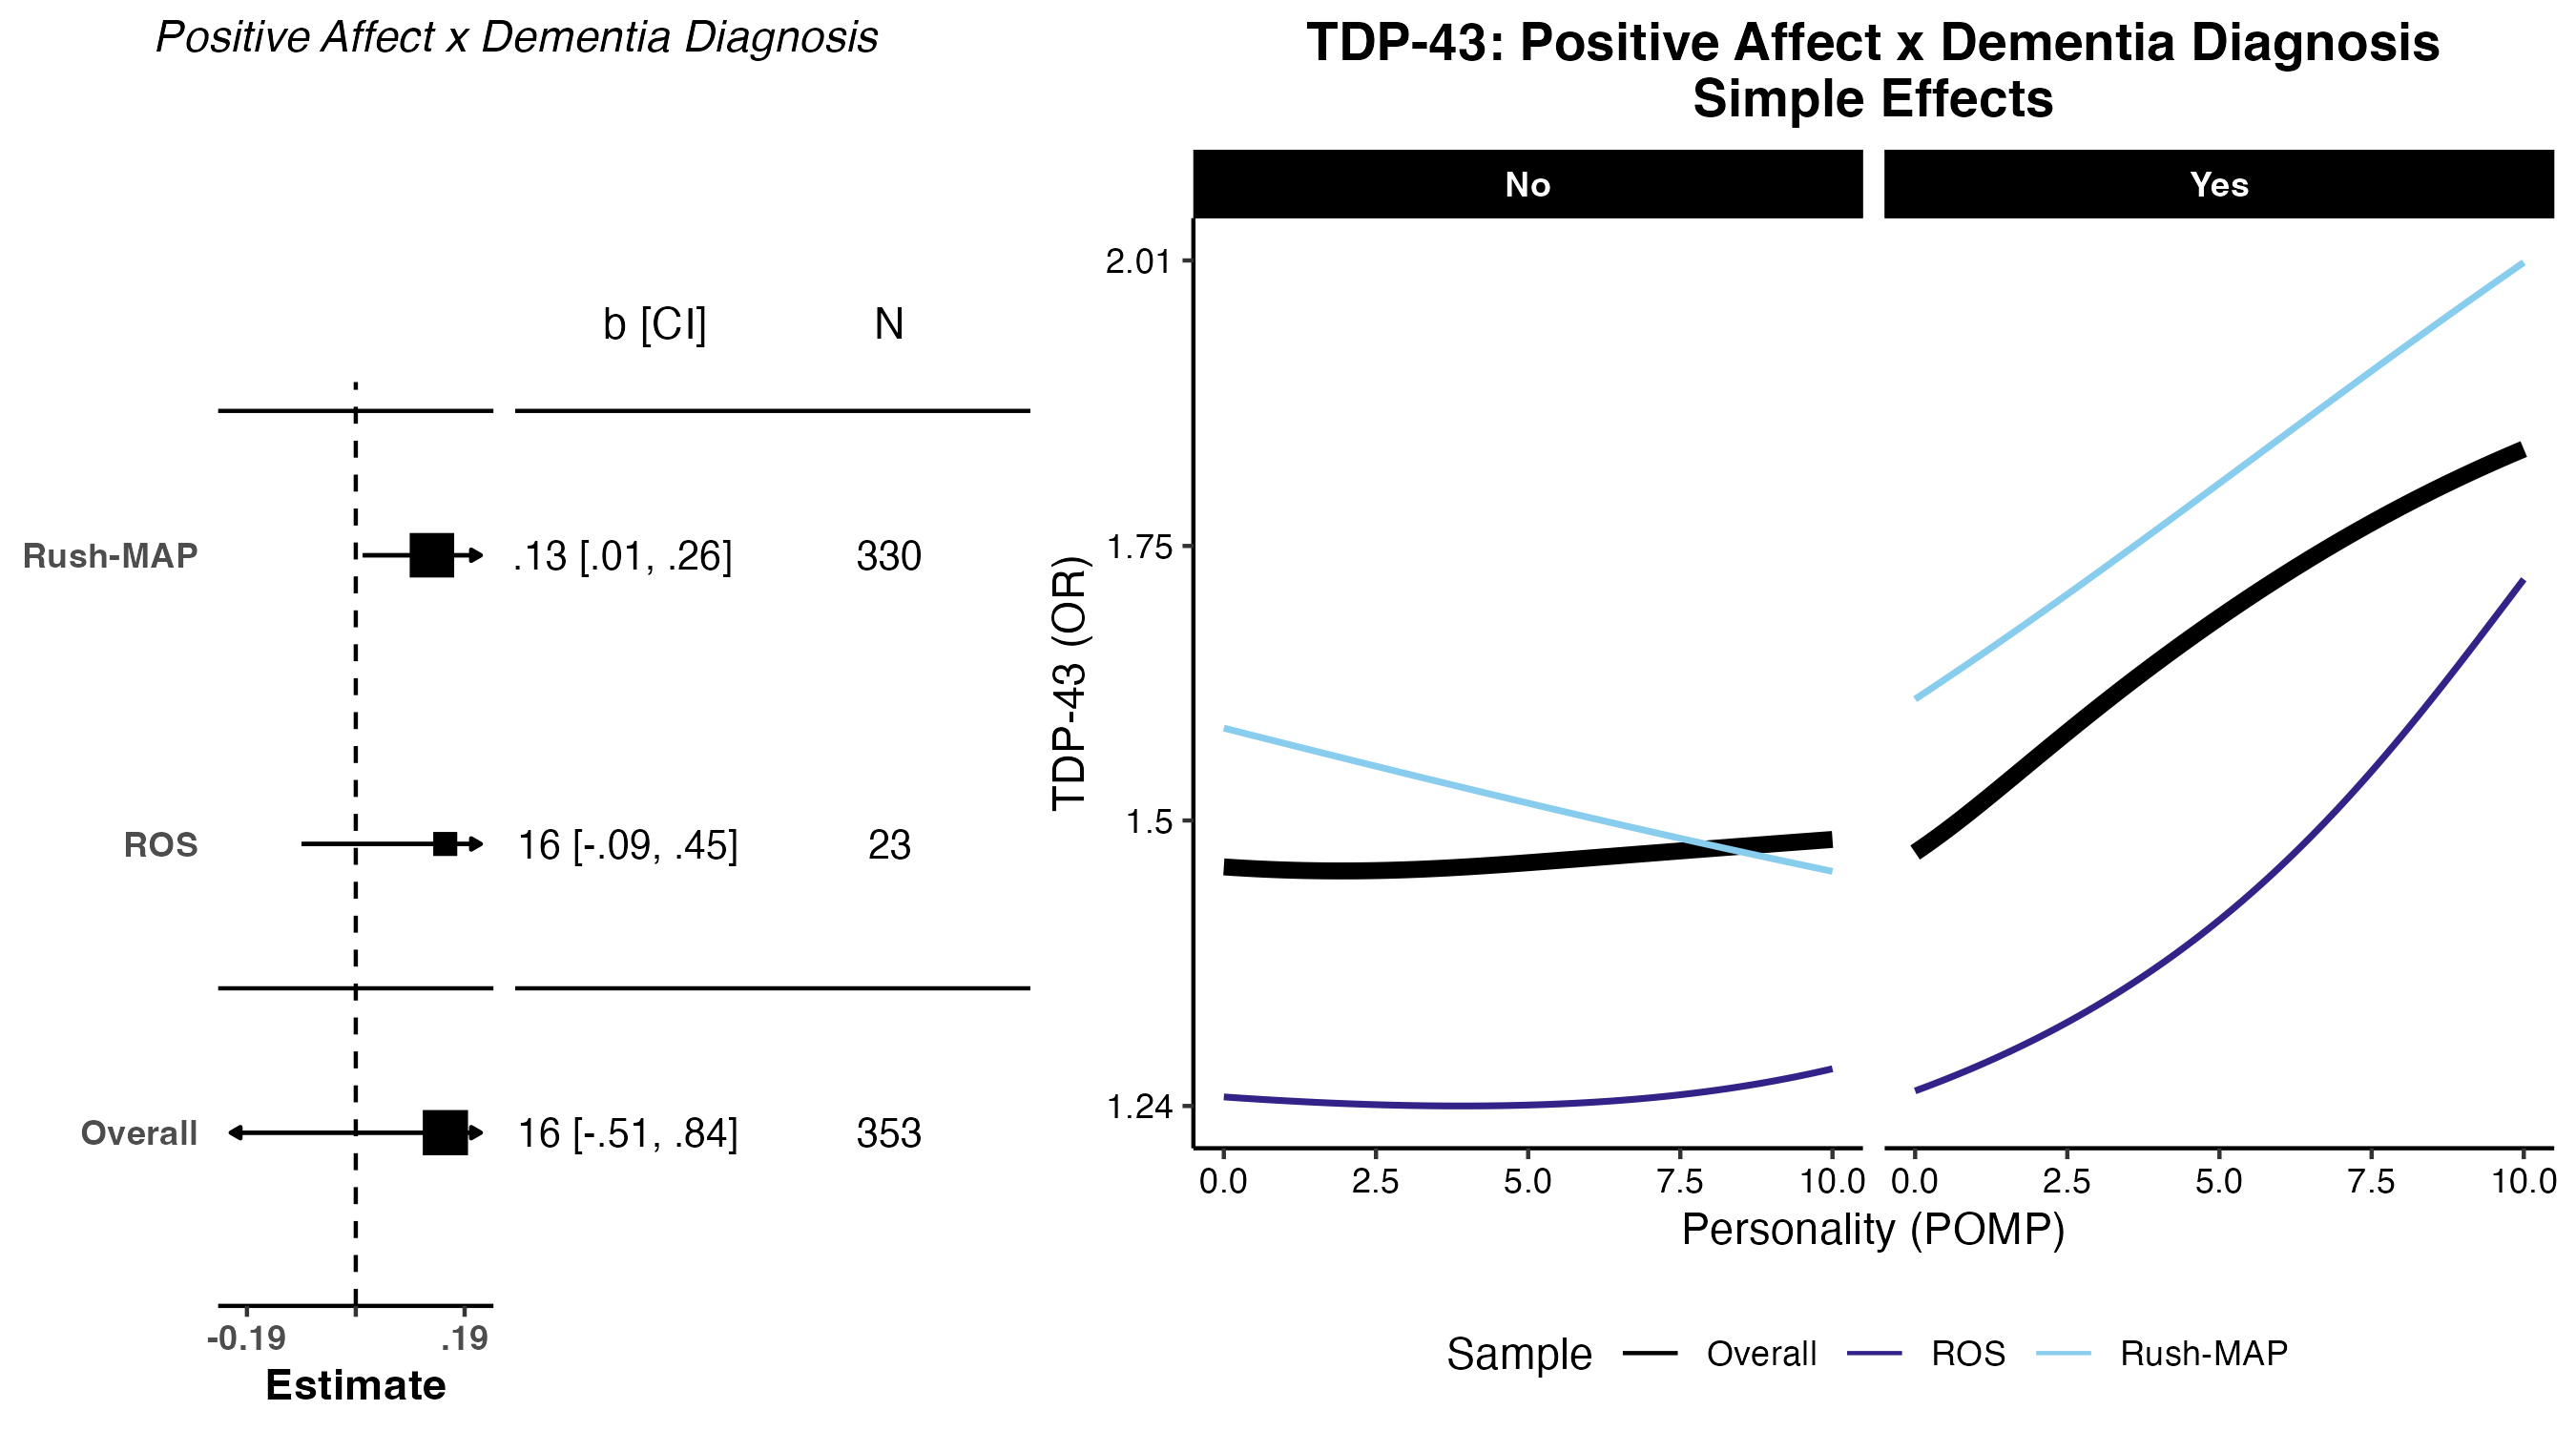 Positive Affect x Dementia Diagnosis
b [CI] N
Rush-MAP .13 [.01, .26] 330
ROS 16 [-.09, .45] 23
Overall 16 [-.51, .84] 353
-0.19 .19
Estimate
TDP-43: Positive Affect x Dementia Diagnosis
Simple Effects
No Yes
TDP-43 (OR)
2.01
1.75
1.5
1.24
0.0 2.5 5.0 7.5 10.0 0.0 2.5 5.0 7.5 10.0
Personality (POMP)
Sample Overall ROS Rush-MAP